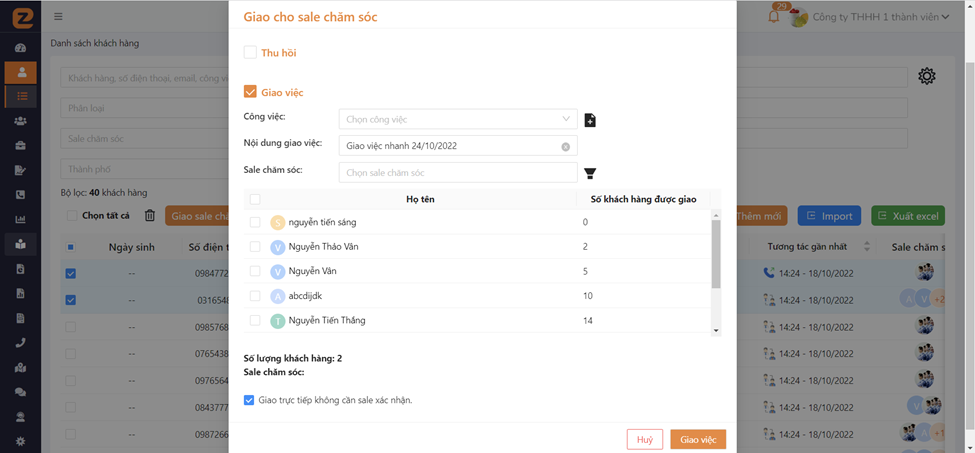 Giao cho sale chăm sóc
29
Công ty THHH 1 thành viên
Danh sách khách hàng
Thu hồi
Khách hàng, số điện thoại, email, công vi
Giao việc
Phân loại
Công việc:
Chọn công việc
Sale chăm sóc
Nội dung giao việc:
Giao việc nhanh 24/10/2022
Thành phố
Sale chăm sóc:
Chọn sale chăm sóc
Bộ lọc: 40 khách hàng
Họ tên
Số khách hàng được giao
Chọn tất cả
Giao sale ch
S
nguyễn tiến sáng
0
Thêm mới
Import
Xuất excel
Ngày sinh
Số điện t
V
Nguyễn Thảo Vân
2
Tương tác gần nhất
Sale chăm s
--
0984772
V
Nguyễn Vân
5
14:24 - 18/10/2022
--
0316548
A
abcdijdk
10
14:24 - 18/10/2022
A
V
+2
--
0985768
T
Nguyễn Tiến Thắng
14
14:24 - 18/10/2022
--
0765438
Số lượng khách hàng: 2
14:24 - 18/10/2022
Sale chăm sóc:
--
0976564
14:24 - 18/10/2022
--
0843777
Giao trực tiếp không cần sale xác nhận.
14:24 - 18/10/2022
V
--
0987266
Huỷ
Giao việc
14:24 - 18/10/2022
A